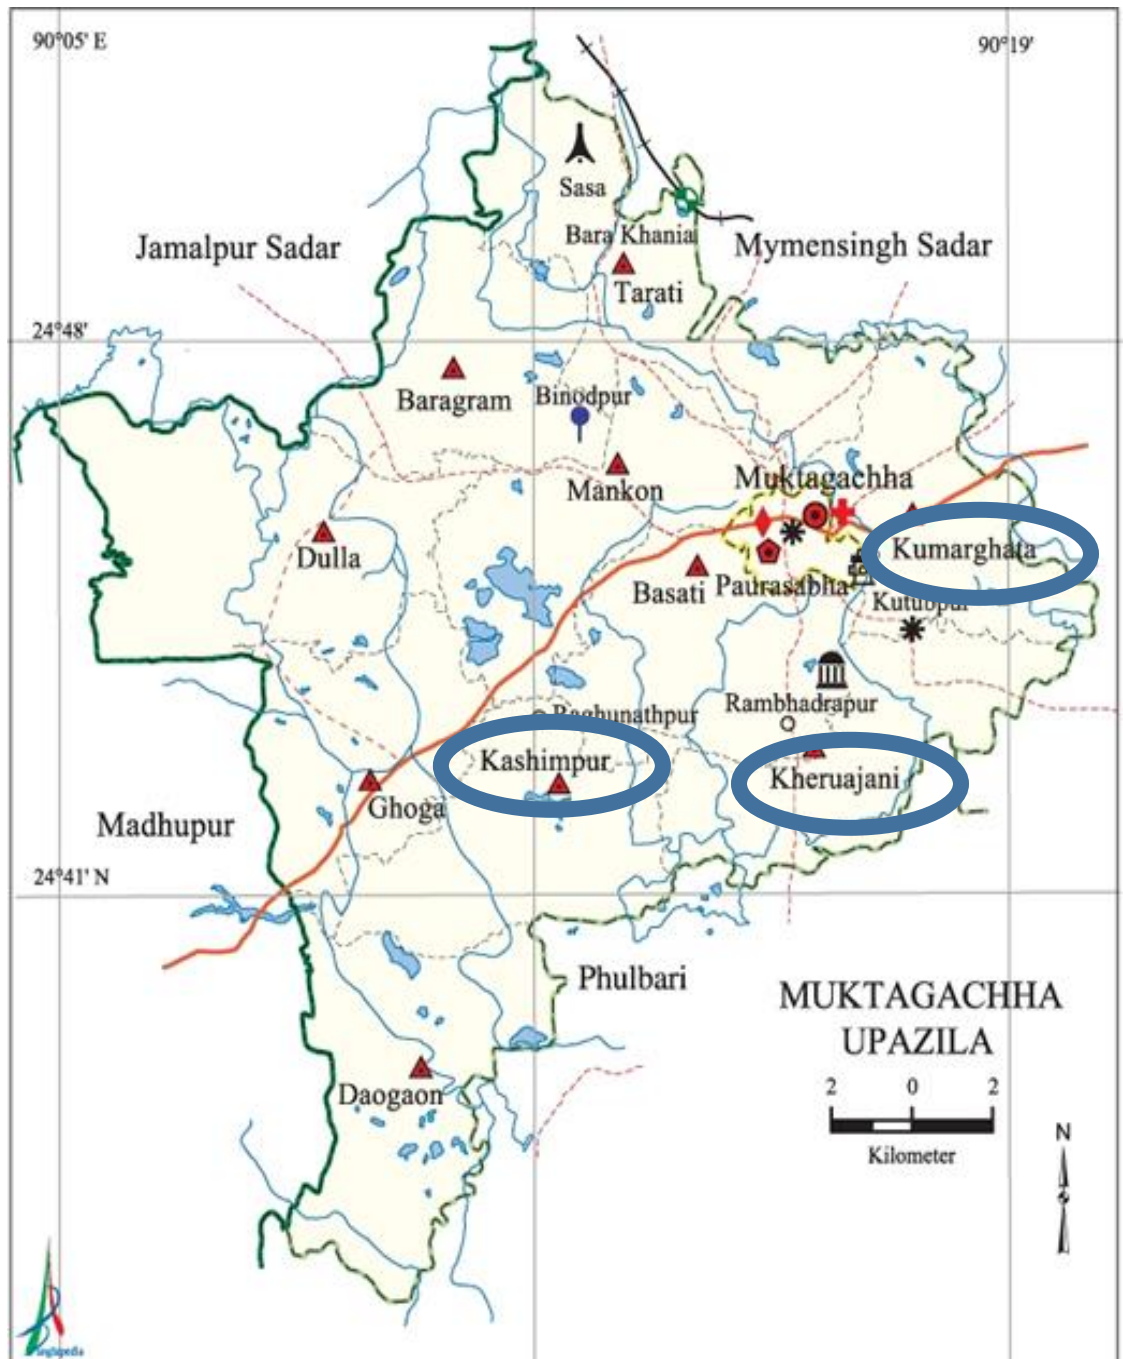 90°05' E
90°19'
Sasa
Bara Khania
Jamalpur Sadar
Mymensingh Sadar
Tarati
24°48'
Baragram
Binodpur
Mankon
Muktagachha
Dulla
Kumarghata
Basati
Paurasabha
Kutubpur
Rambhadrapur
Raghunathpur
Kashimpur
Kheruajani
Ghoga
Madhupur
24°41' N
Phulbari
MUKTAGACHHA
UPAZILA
2 0 2
Kilometer
Daogaon
N